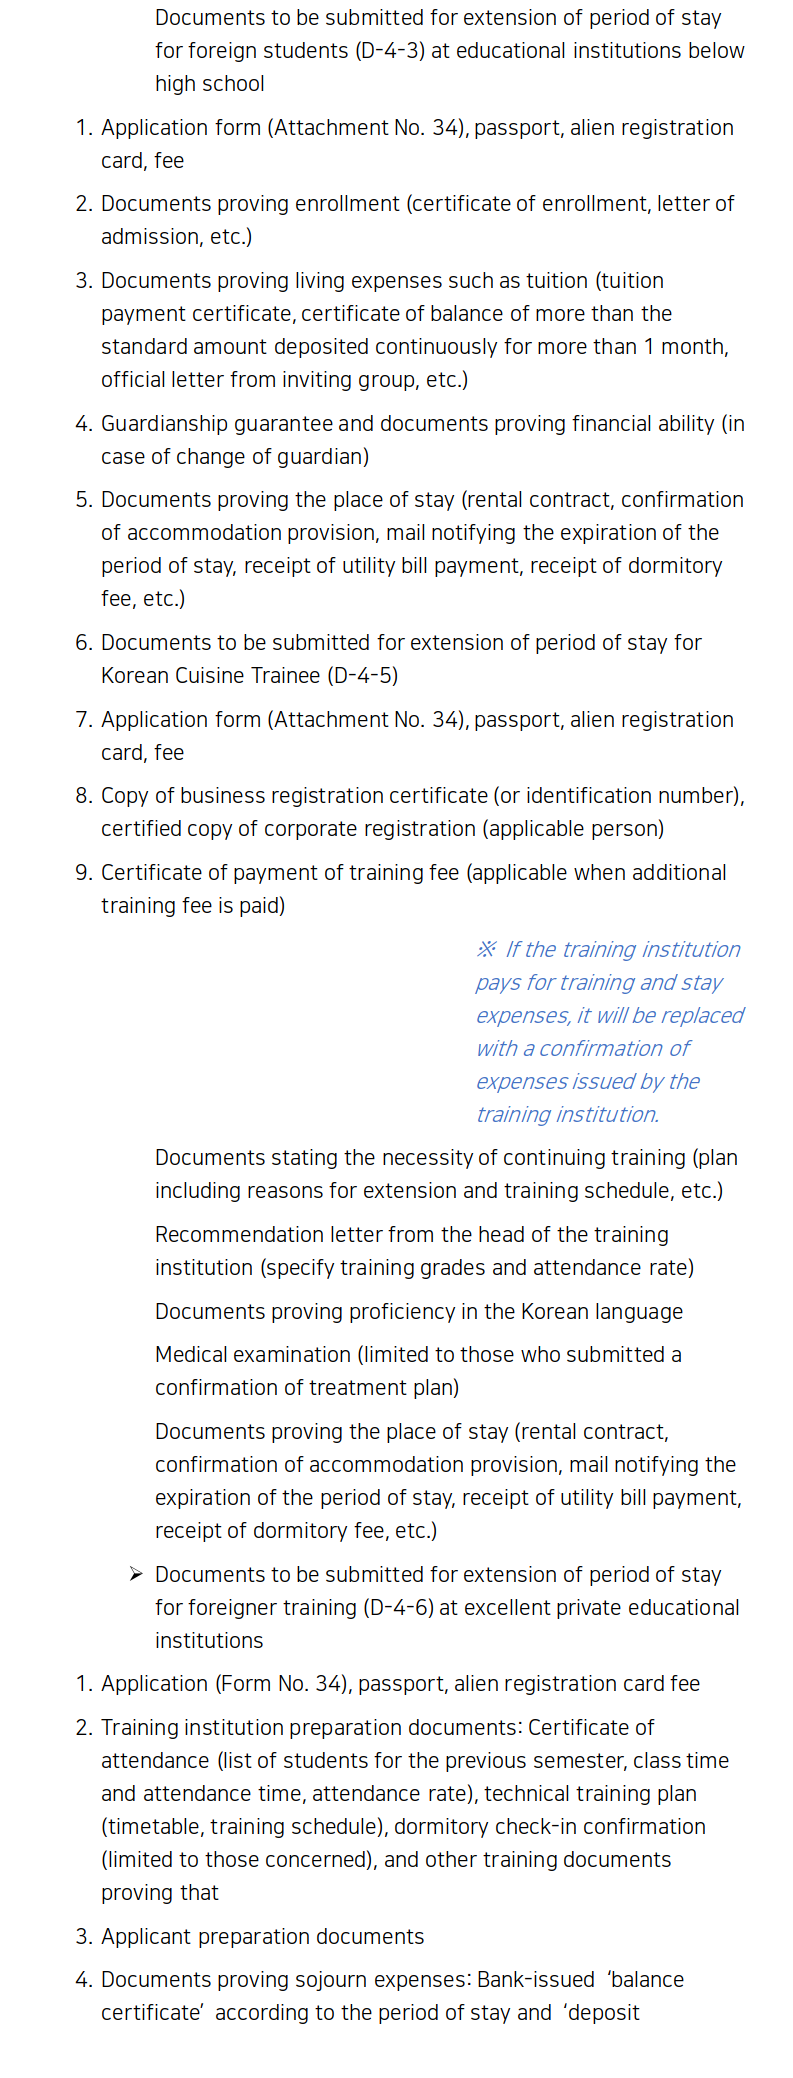 Documents to be submitted for extension of period of stay
for foreign students (D-4-3) at educational institutions below
high school
1. Application form (Attachment No. 34), passport, alien registration
card, fee
2. Documents proving enrollment (certificate of enrollment, letter of
admission, etc.)
3. Documents proving living expenses such as tuition (tuition
payment certificate, certificate of balance of more than the
standard amount deposited continuously for more than 1 month,
official letter from inviting group, etc.)
4. Guardianship guarantee and documents proving financial ability (in
case of change of guardian)
5. Documents proving the place of stay (rental contract, confirmation
of accommodation provision, mail notifying the expiration of the
period of stay, receipt of utility bill payment, receipt of dormitory
fee, etc.)
6. Documents to be submitted for extension of period of stay for
Korean Cuisine Trainee (D-4-5)
7. Application form (Attachment No. 34), passport, alien registration
card, fee
8. Copy of business registration certificate (or identification number),
certified copy of corporate registration (applicable person)
9. Certificate of payment of training fee (applicable when additional
training fee is paid)
※ If the training institution
pays for training and stay
expenses, it will be replaced
with a confirmation of
expenses issued by the
training institution.
Documents stating the necessity of continuing training (plan
including reasons for extension and training schedule, etc.)
Recommendation letter from the head of the training
institution (specify training grades and attendance rate)
Documents proving proficiency in the Korean language
Medical examination (limited to those who submitted a
confirmation of treatment plan)
Documents proving the place of stay (rental contract,
confirmation of accommodation provision, mail notifying the
expiration of the period of stay, receipt of utility bill payment,
receipt of dormitory fee, etc.)
➢ Documents to be submitted for extension of period of stay
for foreigner training (D-4-6) at excellent private educational
institutions
1. Application (Form No. 34), passport, alien registration card fee
2. Training institution preparation documents: Certificate of
attendance (list of students for the previous semester, class time
and attendance time, attendance rate), technical training plan
(timetable, training schedule), dormitory check-in confirmation
(limited to those concerned), and other training documents
proving that
3. Applicant preparation documents
4. Documents proving sojourn expenses: Bank-issued ‘balance
certificate’ according to the period of stay and ‘deposit